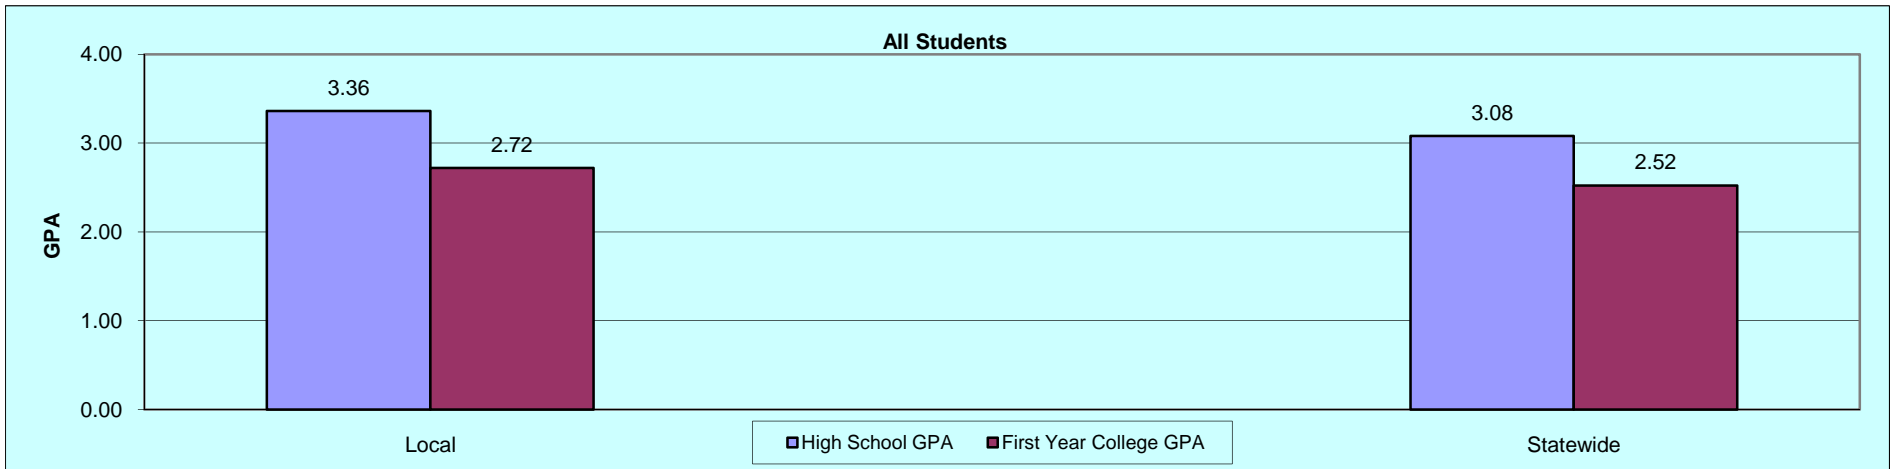 All Students
4.00
3.00
2.00
1.00
0.00
GPA
3.36
2.72
3.08
2.52
Local
Statewide
High School GPA
First Year College GPA